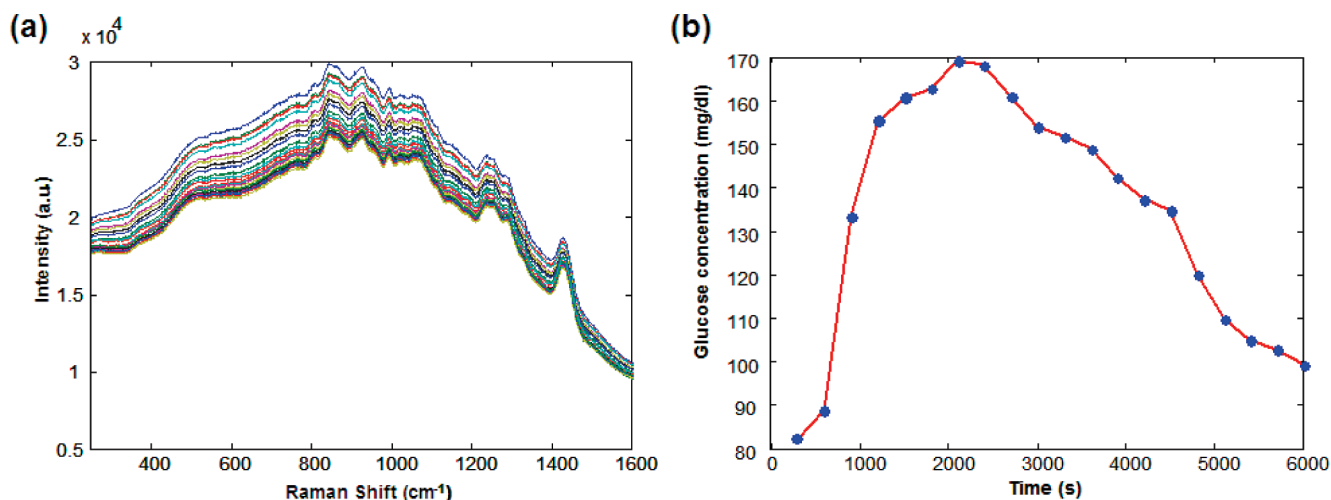 (a)
x 10⁴
3
2.5
2
1.5
1
0.5
400 600 800 1000 1200 1400 1600
Intensity (a.u.)
Raman Shift (cm⁻¹)
(b)
170
160
150
140
130
120
110
100
90
80
0 1000 2000 3000 4000 5000 6000
Glucose concentration (mg/dl)
Time (s)